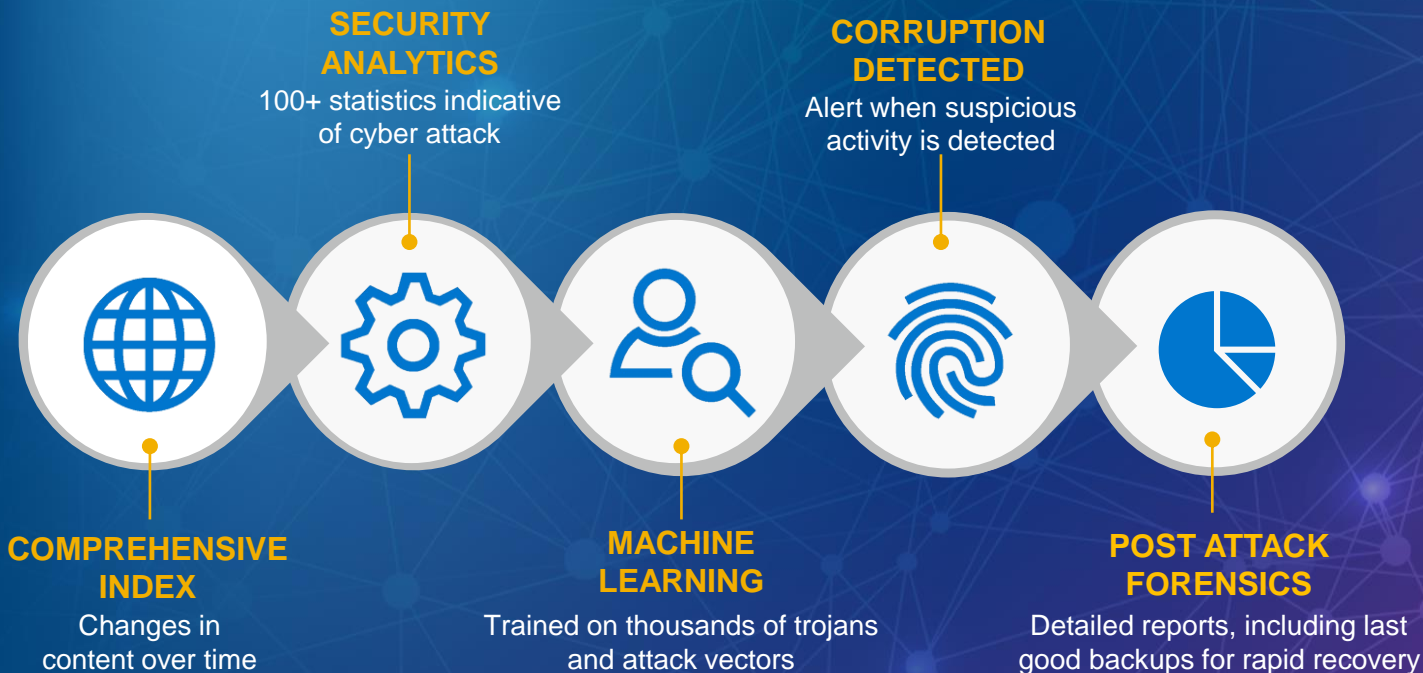 COMPREHENSIVE
INDEX
Changes in
content over time
SECURITY
ANALYTICS
100+ statistics indicative
of cyber attack
MACHINE
LEARNING
Trained on thousands of trojans
and attack vectors
CORRUPTION
DETECTED
Alert when suspicious
activity is detected
POST ATTACK
FORENSICS
Detailed reports, including last
good backups for rapid recovery